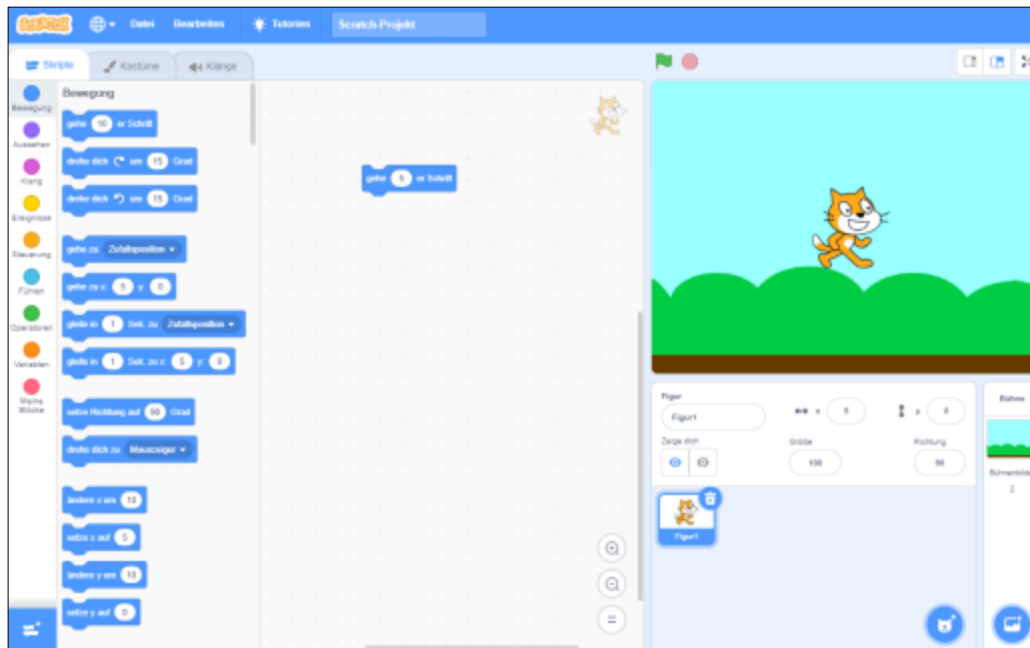 SCRATCH
Datei Bearbeiten Tutorien Scratch-Projekt
Skripte Kostüme Klänge
Bewegung
Aussehen
Klang
Ereignisse
Steuerung
Fühlen
Operatoren
Variablen
Meine
Blöcke
Bewegung
gehe 10 er Schritt
drehe dich um 15 Grad
drehe dich um 15 Grad
gehe zu Zufallsposition
gehe zu x: 5 y: 0
gleite in 1 Sek. zu Zufallsposition
gleite in 1 Sek. zu x: 5 y: 0
setze Richtung auf 90 Grad
drehe dich zu Mauszeiger
ändere x um 10
setze x auf 5
ändere y um 10
setze y auf 0
gehe 5 er Schritt
Figur
Figur1
x
Zeige dich
Größe
100
Richtung
90
Figur1
Bühne
2